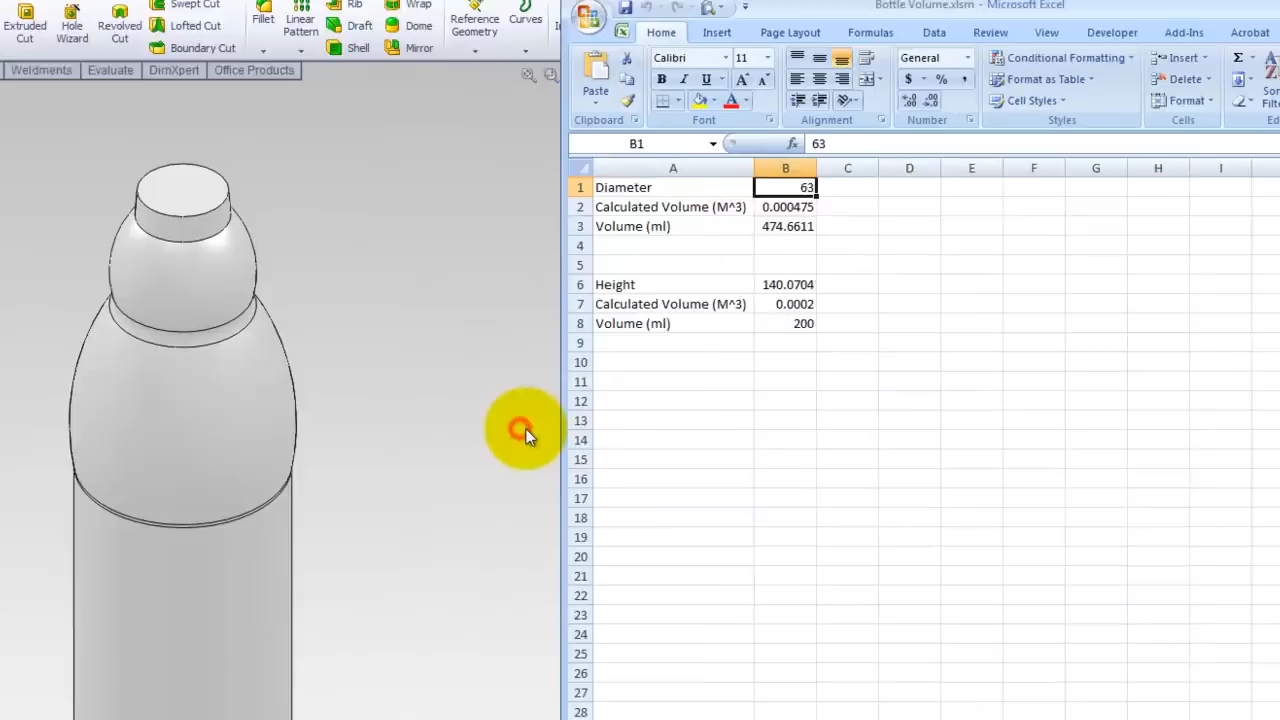 Swept Cut
Rib
Wrap
Extruded Cut
Hole Wizard
Revolved Cut
Lofted Cut
Boundary Cut
Fillet
Linear Pattern
Draft
Shell
Dome
Mirror
Reference Geometry
Curves
Weldments
Evaluate
DimXpert
Office Products
Bottle Volume.xlsm - Microsoft Excel
Home
Insert
Page Layout
Formulas
Data
Review
View
Developer
Add-Ins
Acrobat
Paste
Calibri
11
B I U
General
$ % ,
Conditional Formatting
Format as Table
Cell Styles
Insert
Delete
Format
Clipboard
Font
Alignment
Number
Styles
Cells
B1
fx
63
A B C D E F G H I
1 Diameter 63
2 Calculated Volume (M^3) 0.000475
3 Volume (ml) 474.6611
4
5
6 Height 140.0704
7 Calculated Volume (M^3) 0.0002
8 Volume (ml) 200
9
10
11
12
13
14
15
16
17
18
19
20
21
22
23
24
25
26
27
28